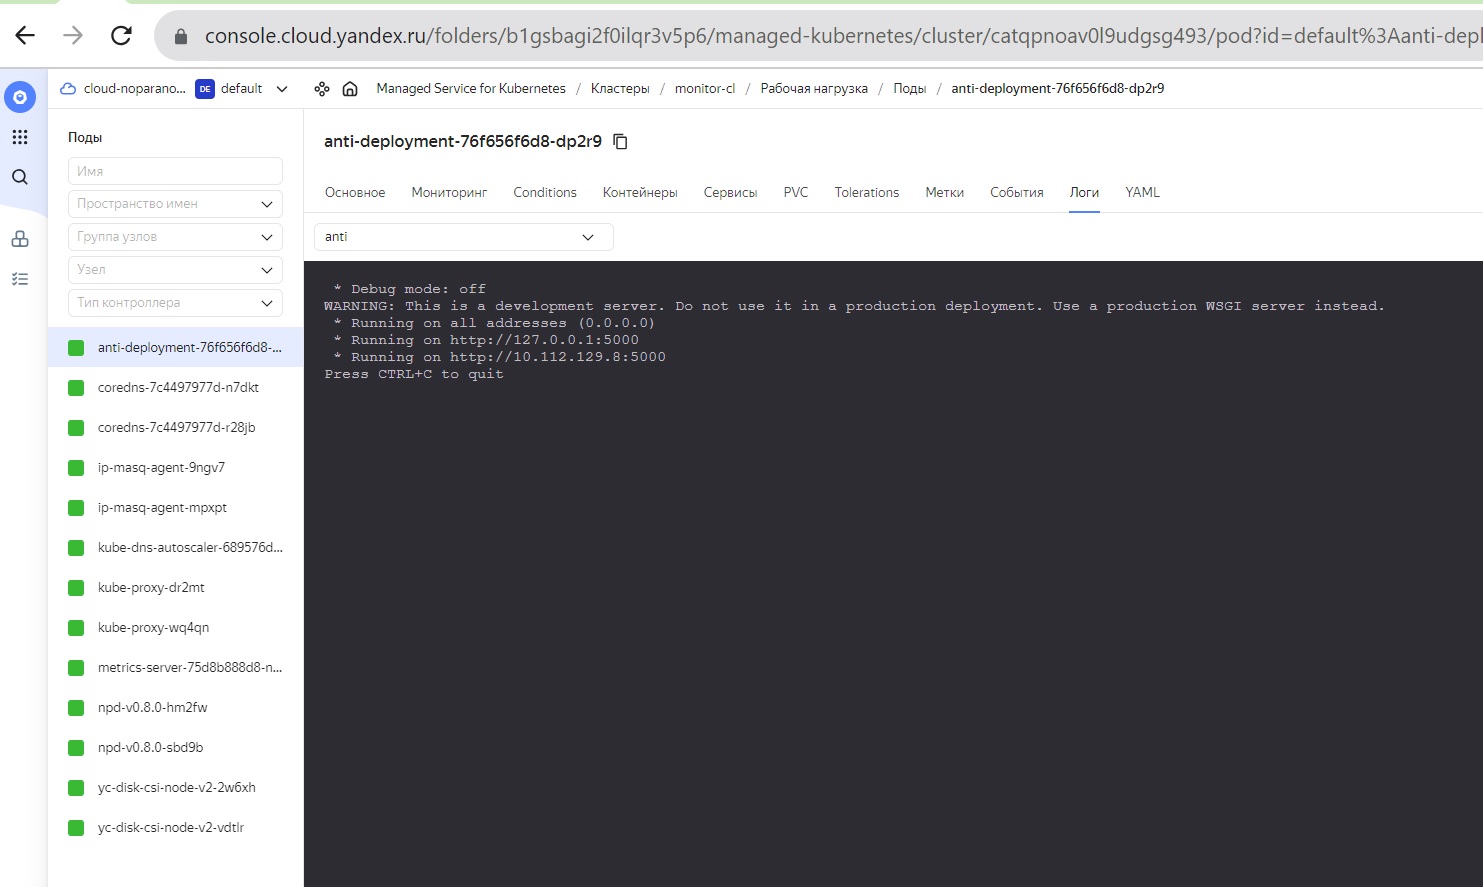 console.cloud.yandex.ru/folders/b1gsbagi2f0ilqr3v5p6/managed-kubernetes/cluster/catqpnoav0l9udgsg493/pod?id=default%3Aanti-depl
cloud-noparano... DE default Managed Service for Kubernetes / Кластеры / monitor-cl / Рабочая нагрузка / Поды / anti-deployment-76f656f6d8-dp2r9
Поды
Имя
Пространство имен
Группа узлов
Узел
Тип контроллера
anti-deployment-76f656f6d8-...
coredns-7c4497977d-n7dkt
coredns-7c4497977d-r28jb
ip-masq-agent-9ngv7
ip-masq-agent-mpxpt
kube-dns-autoscaler-689576d...
kube-proxy-dr2mt
kube-proxy-wq4qn
metrics-server-75d8b888d8-n...
npd-v0.8.0-hm2fw
npd-v0.8.0-sbd9b
yc-disk-csi-node-v2-2w6xh
yc-disk-csi-node-v2-vdtlr
anti-deployment-76f656f6d8-dp2r9
Основное Мониторинг Conditions Контейнеры Сервисы PVC Tolerations Метки События Логи YAML
anti
* Debug mode: off
WARNING: This is a development server. Do not use it in a production deployment. Use a production WSGI server instead.
* Running on all addresses (0.0.0.0)
* Running on http://127.0.0.1:5000
* Running on http://10.112.129.8:5000
Press CTRL+C to quit